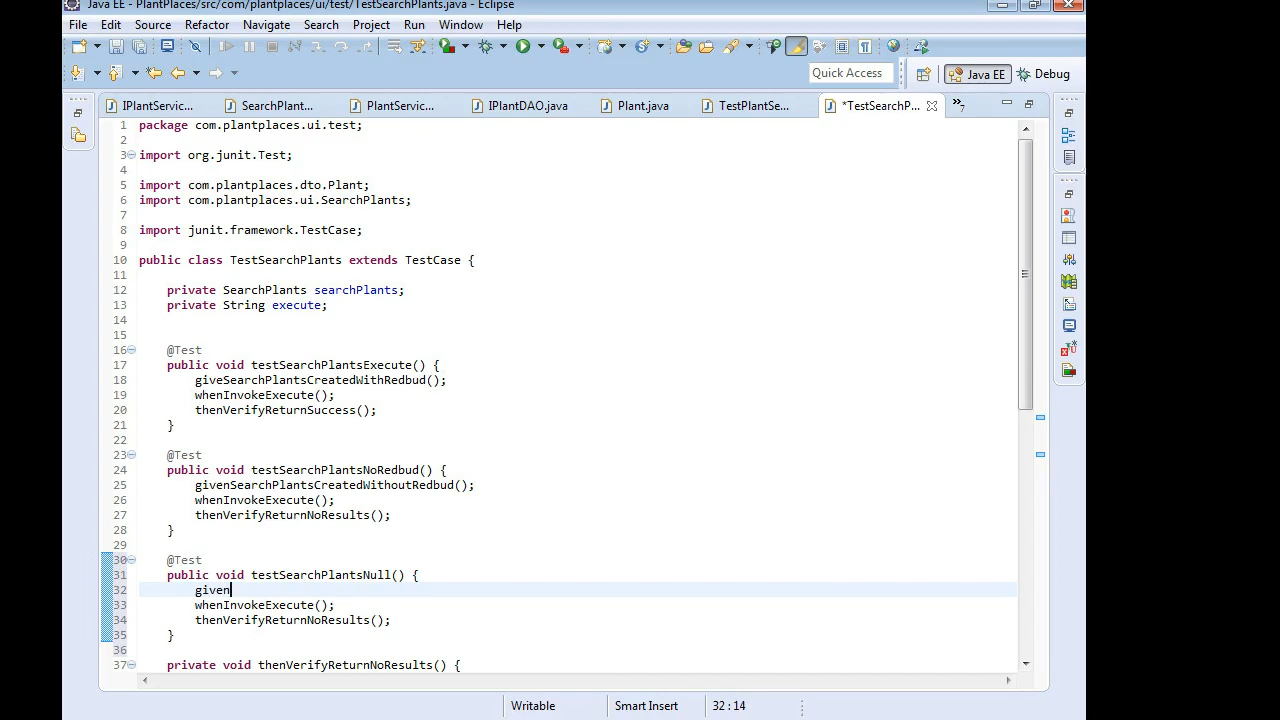 Java EE - PlantPlaces/src/com/plantplaces/ui/test/TestSearchPlants.java - Eclipse
File Edit Source Refactor Navigate Search Project Run Window Help
Quick Access Java EE Debug
IPlantServic... SearchPlant... PlantServic... IPlantDAO.java Plant.java TestPlantSe... *TestSearchP... »7
1 package com.plantplaces.ui.test;
2
3 import org.junit.Test;
4
5 import com.plantplaces.dto.Plant;
6 import com.plantplaces.ui.SearchPlants;
7
8 import junit.framework.TestCase;
9
10 public class TestSearchPlants extends TestCase {
11
12 private SearchPlants searchPlants;
13 private String execute;
14
15
16 @Test
17 public void testSearchPlantsExecute() {
18 giveSearchPlantsCreatedWithRedbud();
19 whenInvokeExecute();
20 thenVerifyReturnSuccess();
21 }
22
23 @Test
24 public void testSearchPlantsNoRedbud() {
25 givenSearchPlantsCreatedWithoutRedbud();
26 whenInvokeExecute();
27 thenVerifyReturnNoResults();
28 }
29
30 @Test
31 public void testSearchPlantsNull() {
32 given
33 whenInvokeExecute();
34 thenVerifyReturnNoResults();
35 }
36
37 private void thenVerifyReturnNoResults() {
Writable Smart Insert 32 : 14